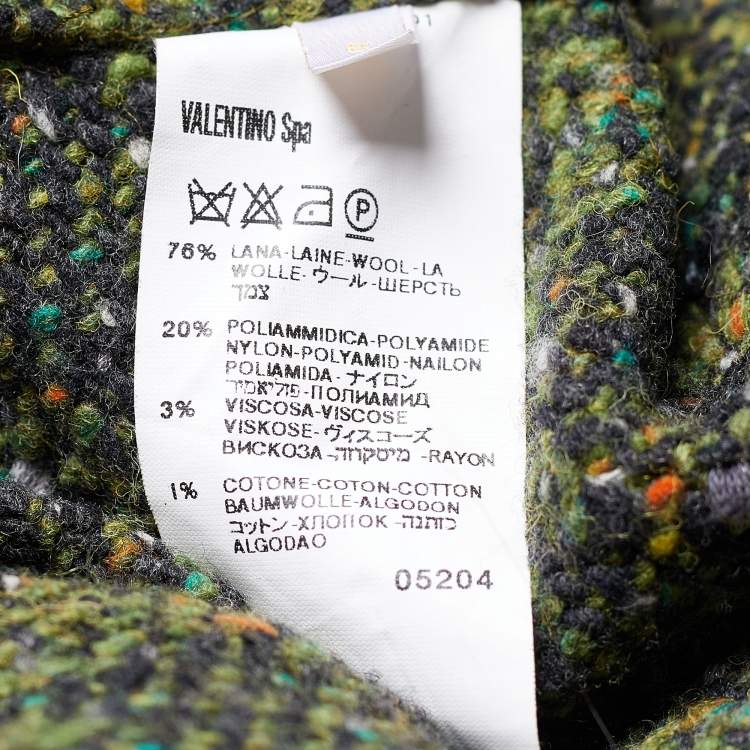 VALENTINO Spa
P
76% LANA-LAINE-WOOL-LA
WOLLE-ウール-ШЕРСТЬ
צמר
20% POLIAMMIDICA-POLYAMIDE
NYLON-POLYAMID-NAILON
POLIAMIDA-ナイロン
פוליאמיד-ПОЛИАМИД
3% VISCOSA-VISCOSE
VISKOSE-ヴィスコーズ
ВИСКОЗА- -RAYON
1% COTONE-COTON-COTTON
BAUMWOLLE-ALGODON
コットン-ХЛОПОК-כותנה
ALGODAO
05204